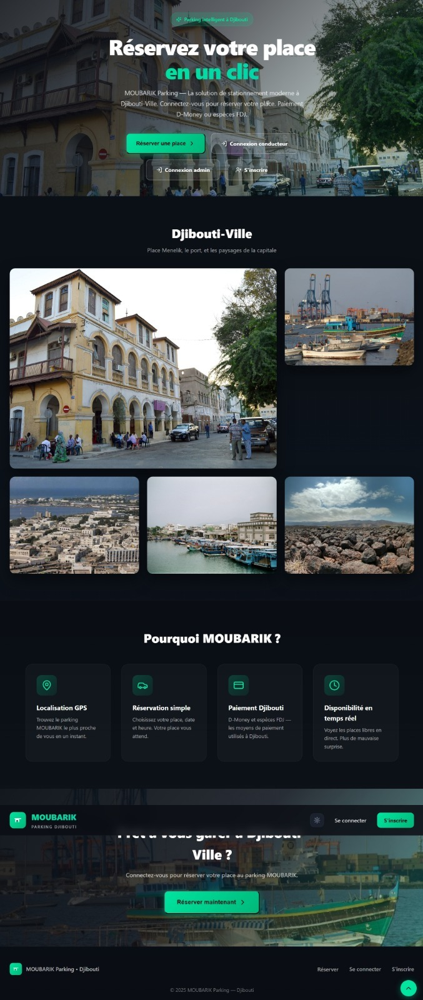 Parking intelligent à Djibouti
Réservez votre place
en un clic
MOUBARIK Parking — La solution de stationnement moderne à
Djibouti-Ville. Connectez-vous pour réserver votre place. Paiement
D-Money ou espèces FDJ.
Réserver une place
Connexion conducteur
Connexion admin
S'inscrire
Djibouti-Ville
Place Menelik, le port, et les paysages de la capitale
Pourquoi MOUBARIK ?
Localisation GPS
Trouvez le parking
MOUBARIK le plus proche
de vous en un instant.
Réservation simple
Choisissez votre place, date
et heure. Votre place vous
attend.
Paiement Djibouti
D-Money et espèces FDJ —
les moyens de paiement
utilisés à Djibouti.
Disponibilité en
temps réel
Voyez les places libres en
direct. Plus de mauvaise
surprise.
MOUBARIK
PARKING DJIBOUTI
Se connecter
S'inscrire
Prêt à vous garer à Djibouti
Ville ?
Connectez-vous pour réserver votre place au parking MOUBARIK.
Réserver maintenant
MOUBARIK Parking • Djibouti
Réserver
Se connecter
S'inscrire
© 2025 MOUBARIK Parking — Djibouti